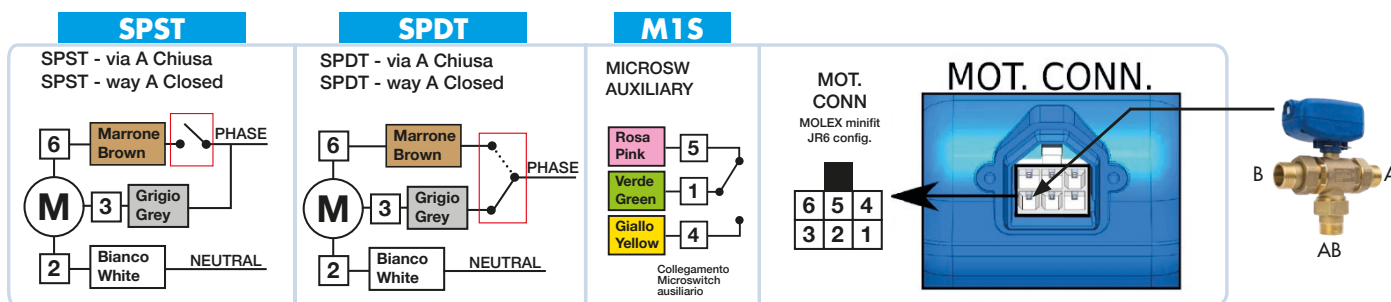 SPST
SPST - via A Chiusa
SPST - way A Closed
6
Marrone
Brown
PHASE
M
3
Grigio
Grey
2
Bianco
White
NEUTRAL
SPDT
SPDT - via A Chiusa
SPDT - way A Closed
6
Marrone
Brown
PHASE
M
3
Grigio
Grey
2
Bianco
White
NEUTRAL
M1S
MICROSW
AUXILIARY
Rosa
Pink
5
Verde
Green
1
Giallo
Yellow
4
Collegamento
Microswitch
ausiliario
MOT.
CONN
MOLEX minifit
JR6 config.
6 5 4
3 2 1
MOT. CONN.
B
A
AB